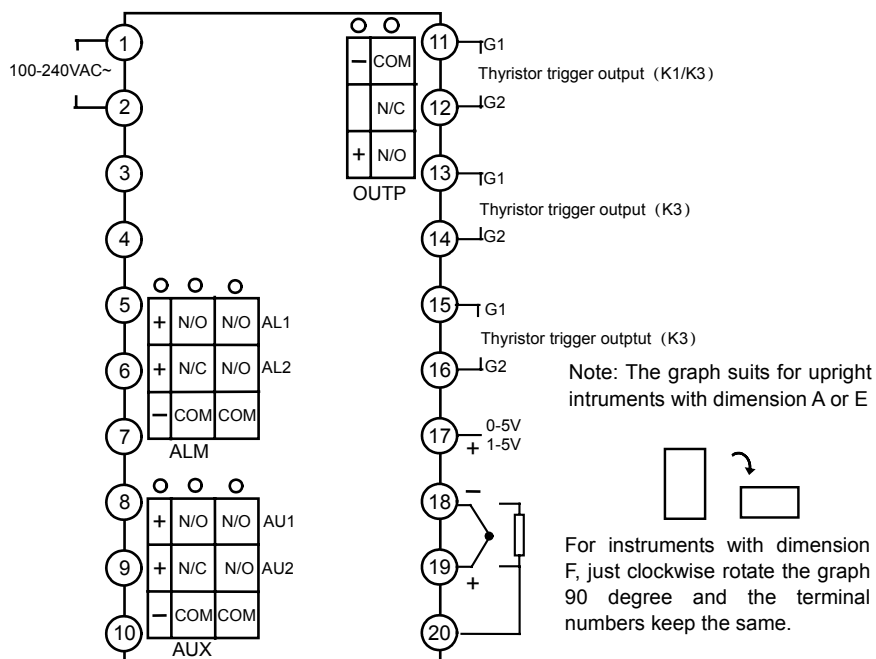 1
100-240VAC~
2
3
4
5
6
7
8
9
10
− COM
N/C
+ N/O
OUTP
+ N/O N/O AL1
+ N/C N/O AL2
− COM COM
ALM
+ N/O N/O AU1
+ N/C N/O AU2
− COM COM
AUX
11 G1
Thyristor trigger output (K1/K3)
12 G2
13 G1
Thyristor trigger output (K3)
14 G2
15 G1
Thyristor trigger outptut (K3)
16 G2
17 0-5V
+ 1-5V
18 −
19 +
20
Note: The graph suits for upright
intruments with dimension A or E
For instruments with dimension
F, just clockwise rotate the graph
90 degree and the terminal
numbers keep the same.